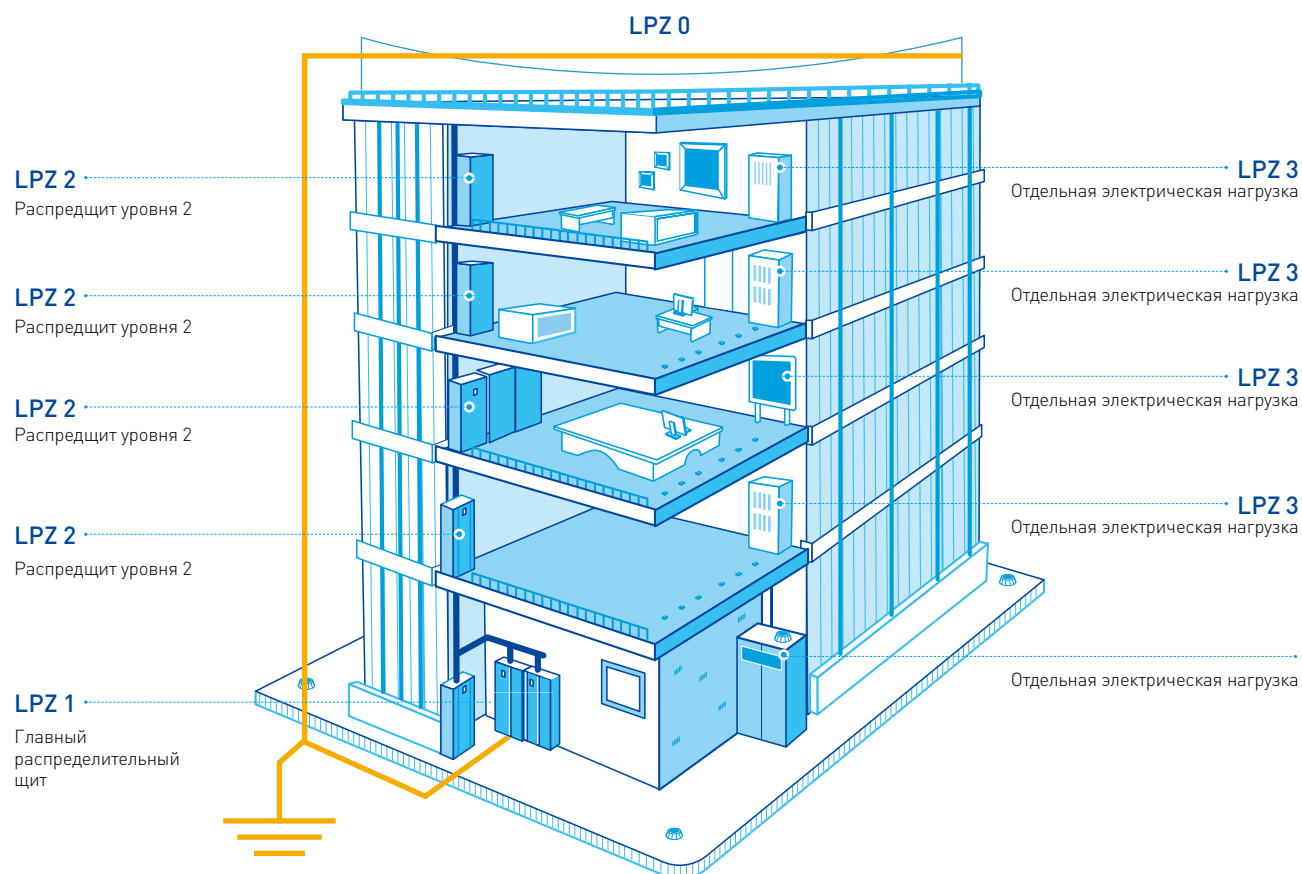 LPZ 0
LPZ 2
Распредщит уровня 2
LPZ 2
Распредщит уровня 2
LPZ 2
Распредщит уровня 2
LPZ 2
Распредщит уровня 2
LPZ 1
Главный
распределительный
щит
LPZ 3
Отдельная электрическая нагрузка
LPZ 3
Отдельная электрическая нагрузка
LPZ 3
Отдельная электрическая нагрузка
LPZ 3
Отдельная электрическая нагрузка
Отдельная электрическая нагрузка